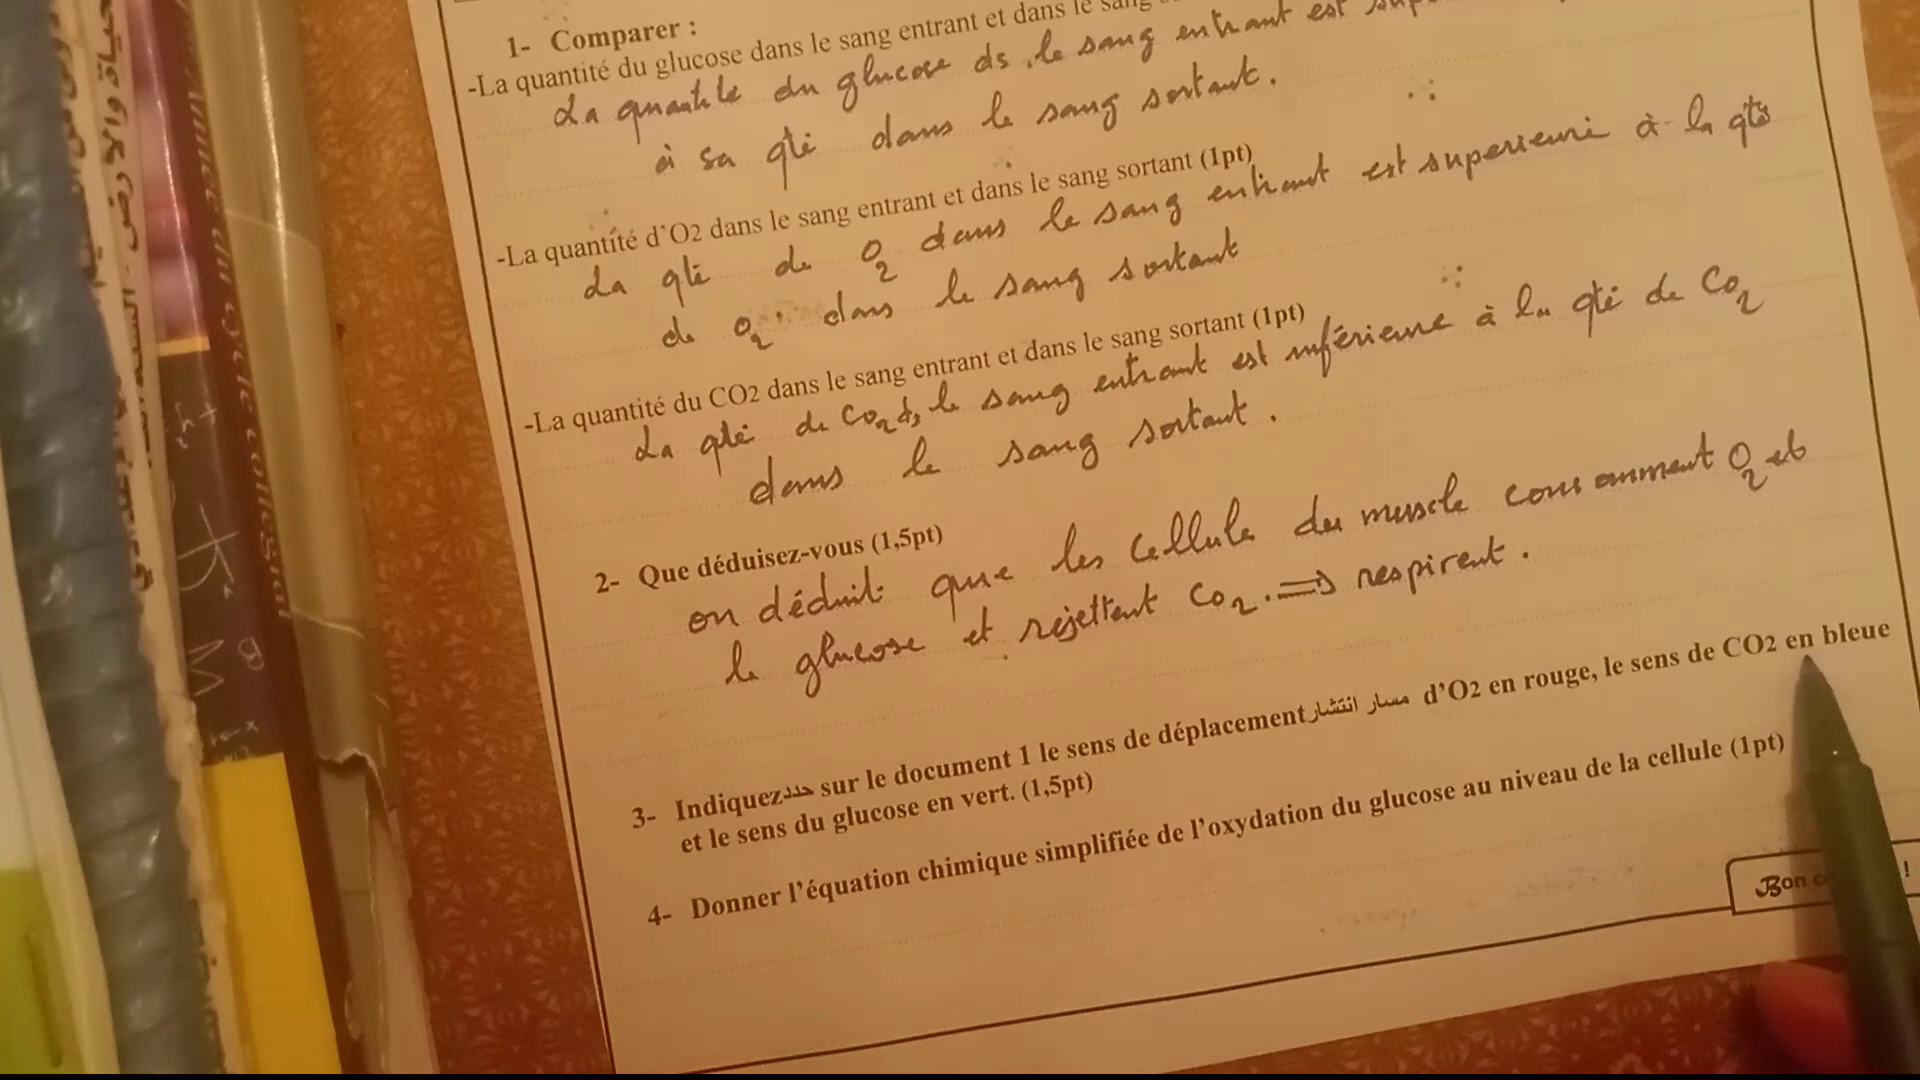 1- Comparer :
-La quantité du glucose dans le sang entrant et dans le sang
La quantité du glucose ds le sang entrant est
à sa qté dans le sang sortant.
-La quantité d'O2 dans le sang entrant et dans le sang sortant (1pt)
La qté de O2 dans le sang entrant est superieure à la qté
de O2 dans le sang sortant
-La quantité du CO2 dans le sang entrant et dans le sang sortant (1pt)
La qté de CO2 ds le sang entrant est inférieure à la qté de CO2
dans le sang sortant.
2- Que déduisez-vous (1,5pt)
on déduit que les cellule du muscle consomment O2 et
le glucose et rejettent CO2. ⇒ respirent.
3- Indiquez حدد sur le document 1 le sens de déplacement مسار انتشار d'O2 en rouge, le sens de CO2 en bleue
et le sens du glucose en vert. (1,5pt)
4- Donner l'équation chimique simplifiée de l'oxydation du glucose au niveau de la cellule (1pt)
Bon !